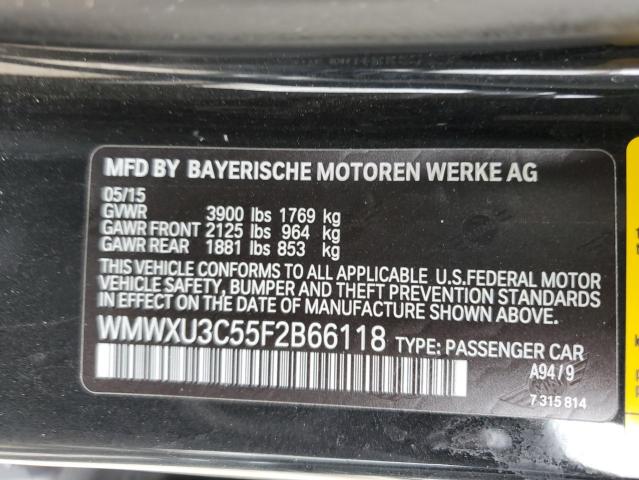 MFD BY BAYERISCHE MOTOREN WERKE AG
05/15
GVWR 3900 lbs 1769 kg
GAWR FRONT 2125 lbs 964 kg
GAWR REAR 1881 lbs 853 kg
THIS VEHICLE CONFORMS TO ALL APPLICABLE U.S.FEDERAL MOTOR
VEHICLE SAFETY, BUMPER AND THEFT PREVENTION STANDARDS
IN EFFECT ON THE DATE OF MANUFACTURE SHOWN ABOVE.
WMWXU3C55F2B66118 TYPE: PASSENGER CAR
A94/9
7 315 814